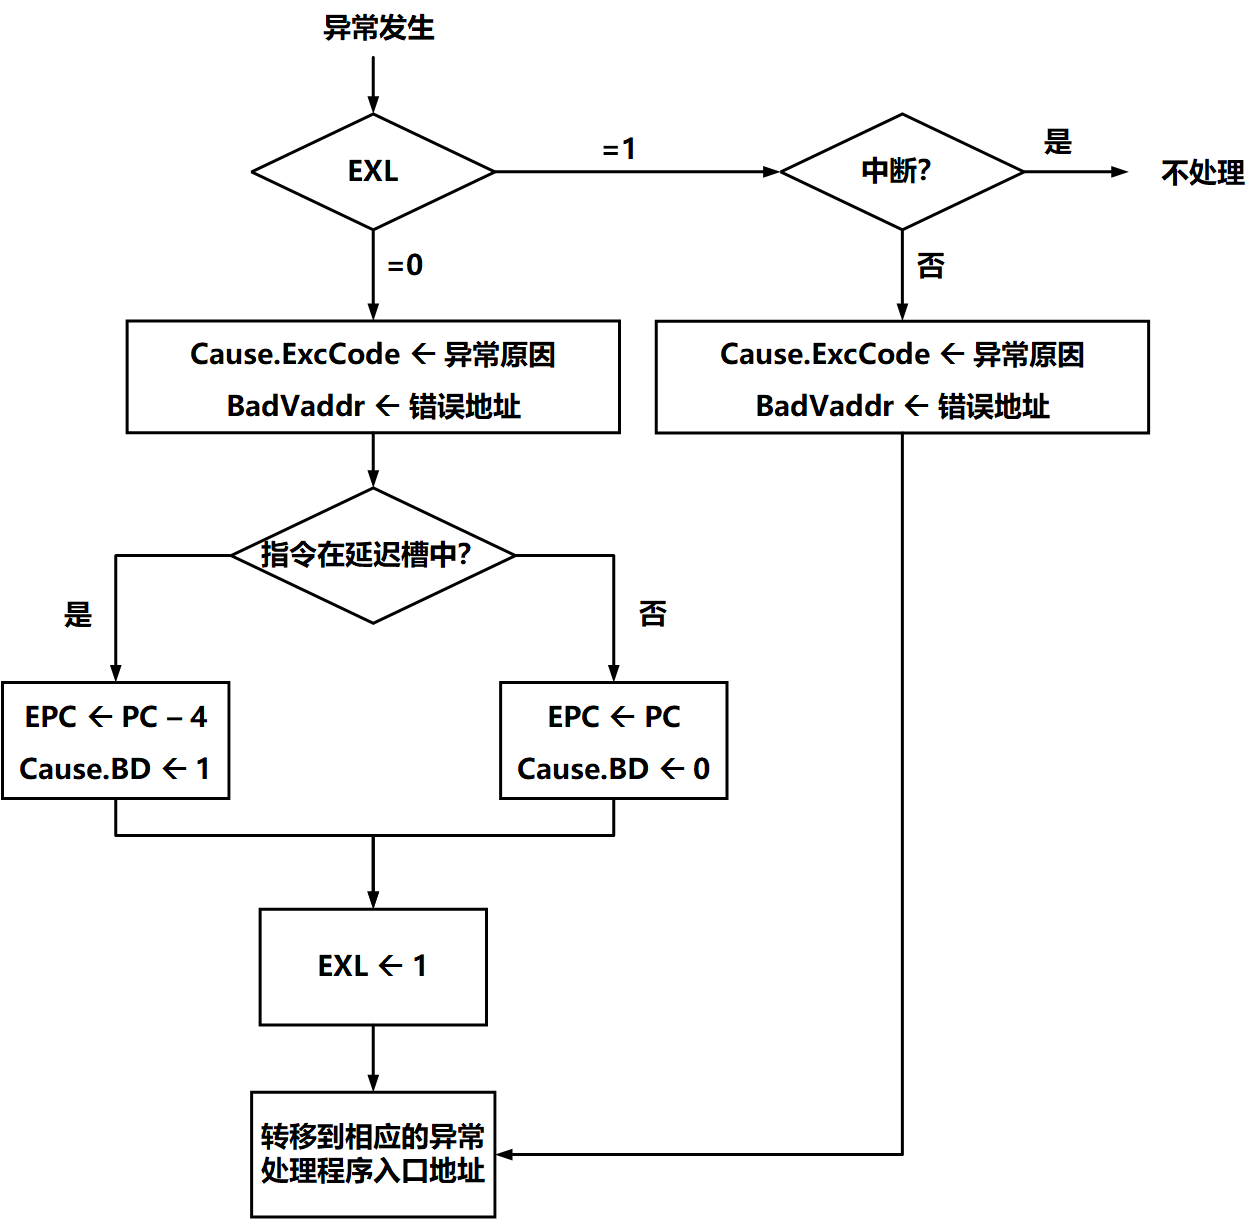 异常发生
EXL
=1
中断?
是
不处理
=0
否
Cause.ExcCode ← 异常原因
BadVaddr ← 错误地址
Cause.ExcCode ← 异常原因
BadVaddr ← 错误地址
指令在延迟槽中?
是
否
EPC ← PC – 4
Cause.BD ← 1
EPC ← PC
Cause.BD ← 0
EXL ← 1
转移到相应的异常
处理程序入口地址